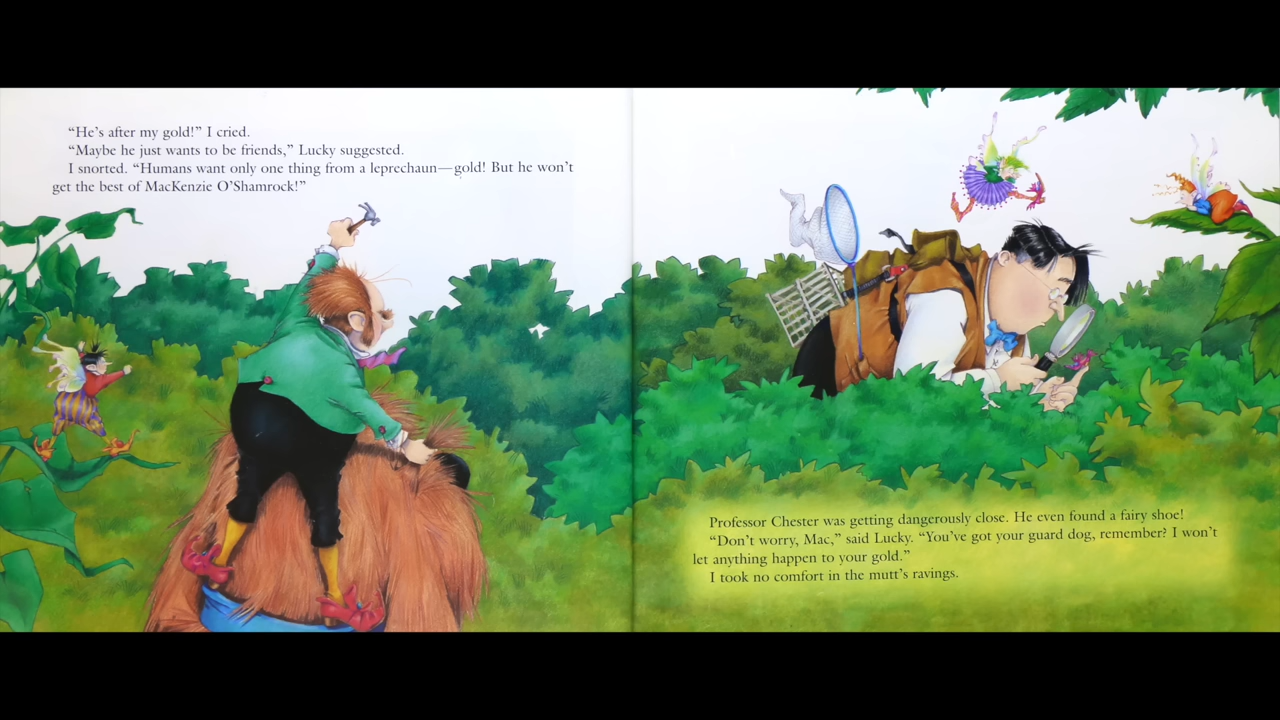 “He’s after my gold!” I cried.
“Maybe he just wants to be friends,” Lucky suggested.
I snorted. “Humans want only one thing from a leprechaun—gold! But he won’t
get the best of MacKenzie O’Shamrock!”
Professor Chester was getting dangerously close. He even found a fairy shoe!
“Don’t worry, Mac,” said Lucky. “You’ve got your guard dog, remember? I won’t
let anything happen to your gold.”
I took no comfort in the mutt’s ravings.